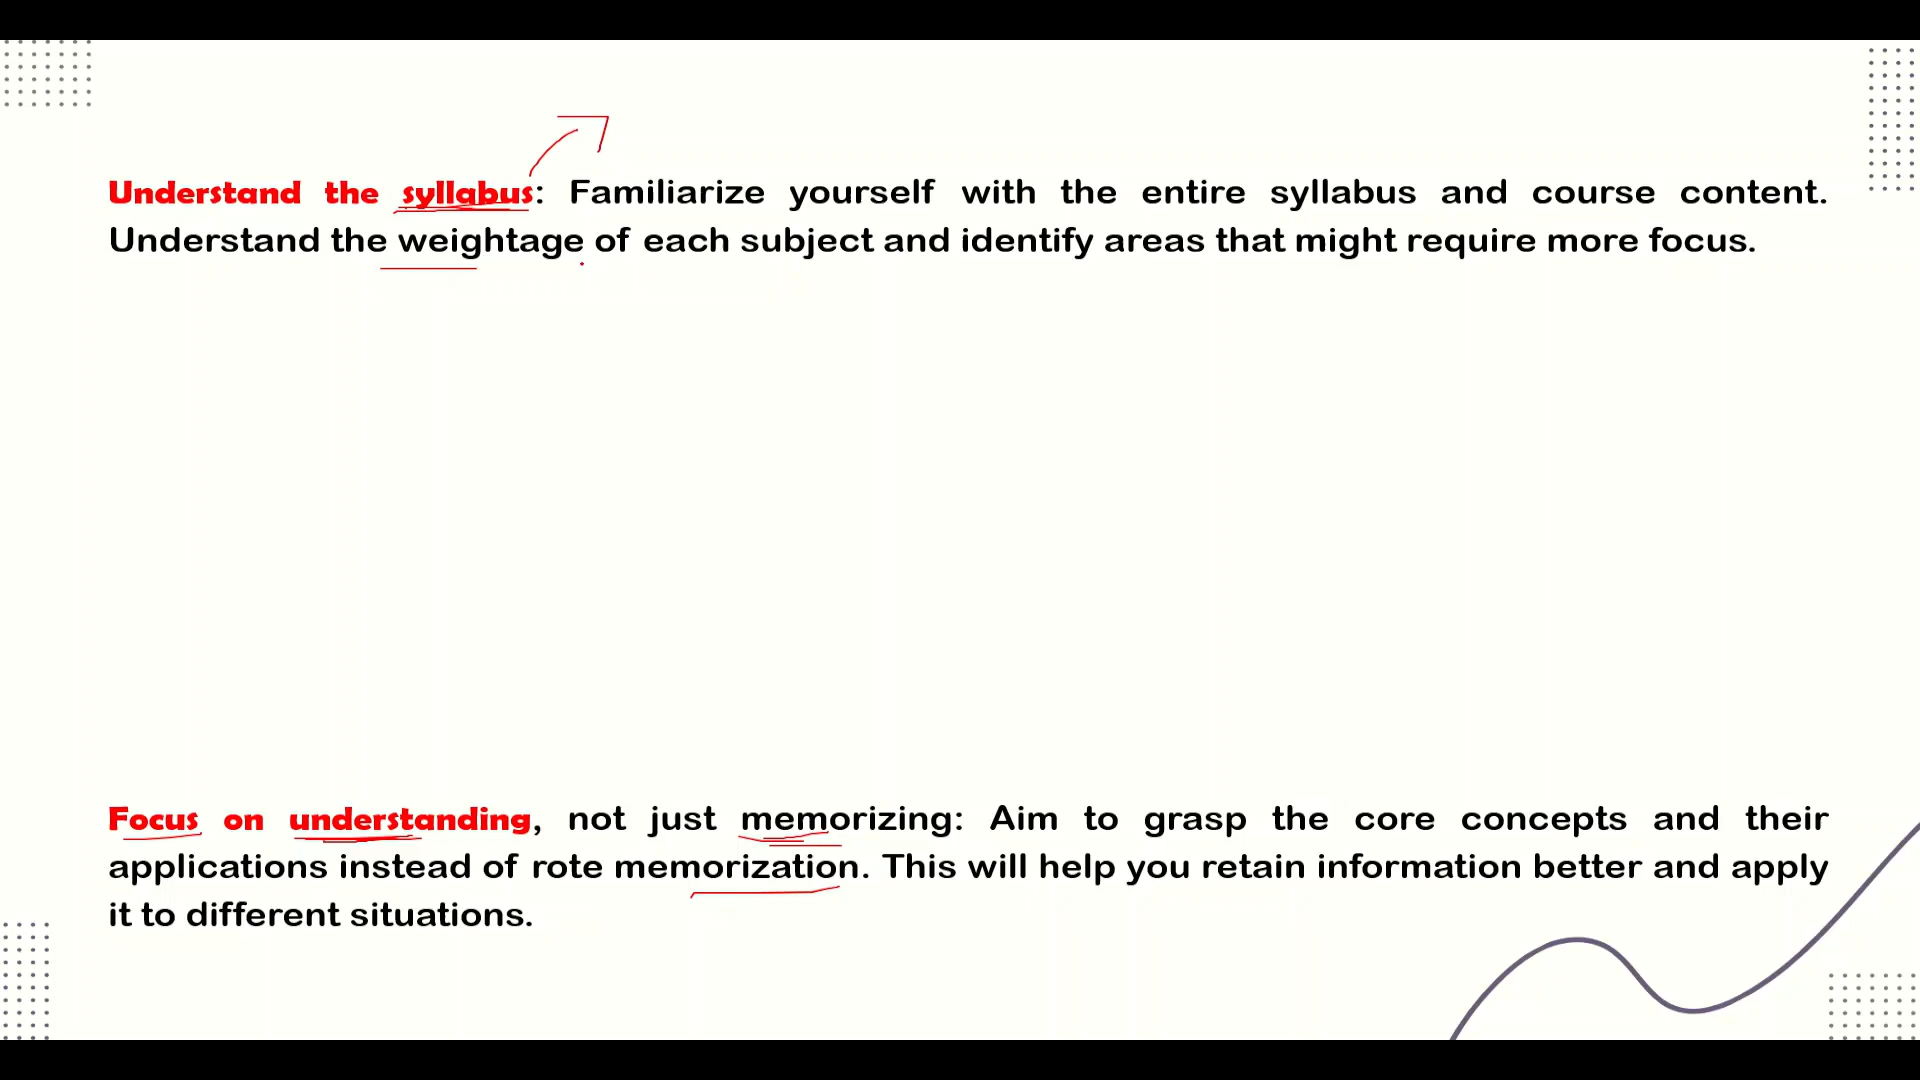 Understand the syllabus: Familiarize yourself with the entire syllabus and course content.
Understand the weightage of each subject and identify areas that might require more focus.
Focus on understanding, not just memorizing: Aim to grasp the core concepts and their
applications instead of rote memorization. This will help you retain information better and apply
it to different situations.